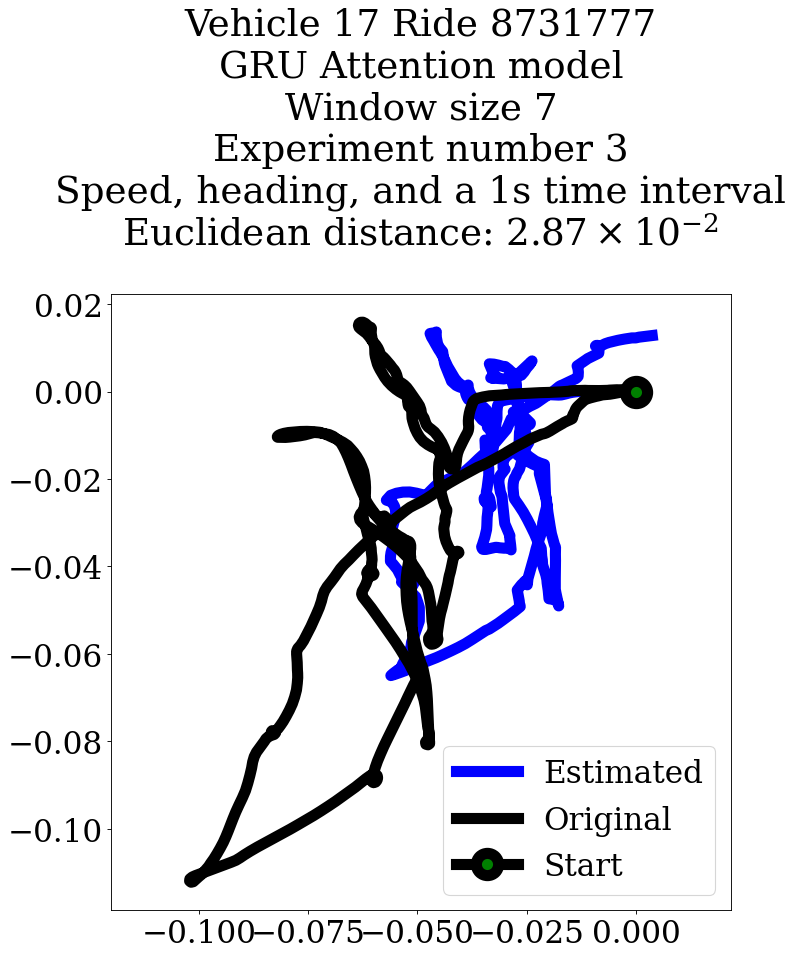 Vehicle 17 Ride 8731777
GRU Attention model
Window size 7
Experiment number 3
Speed, heading, and a 1s time interval
Euclidean distance: 2.87 × 10⁻²
0.02
0.00
−0.02
−0.04
−0.06
−0.08
−0.10
Estimated
Original
Start
−0.100 −0.075 −0.050 −0.025 0.000